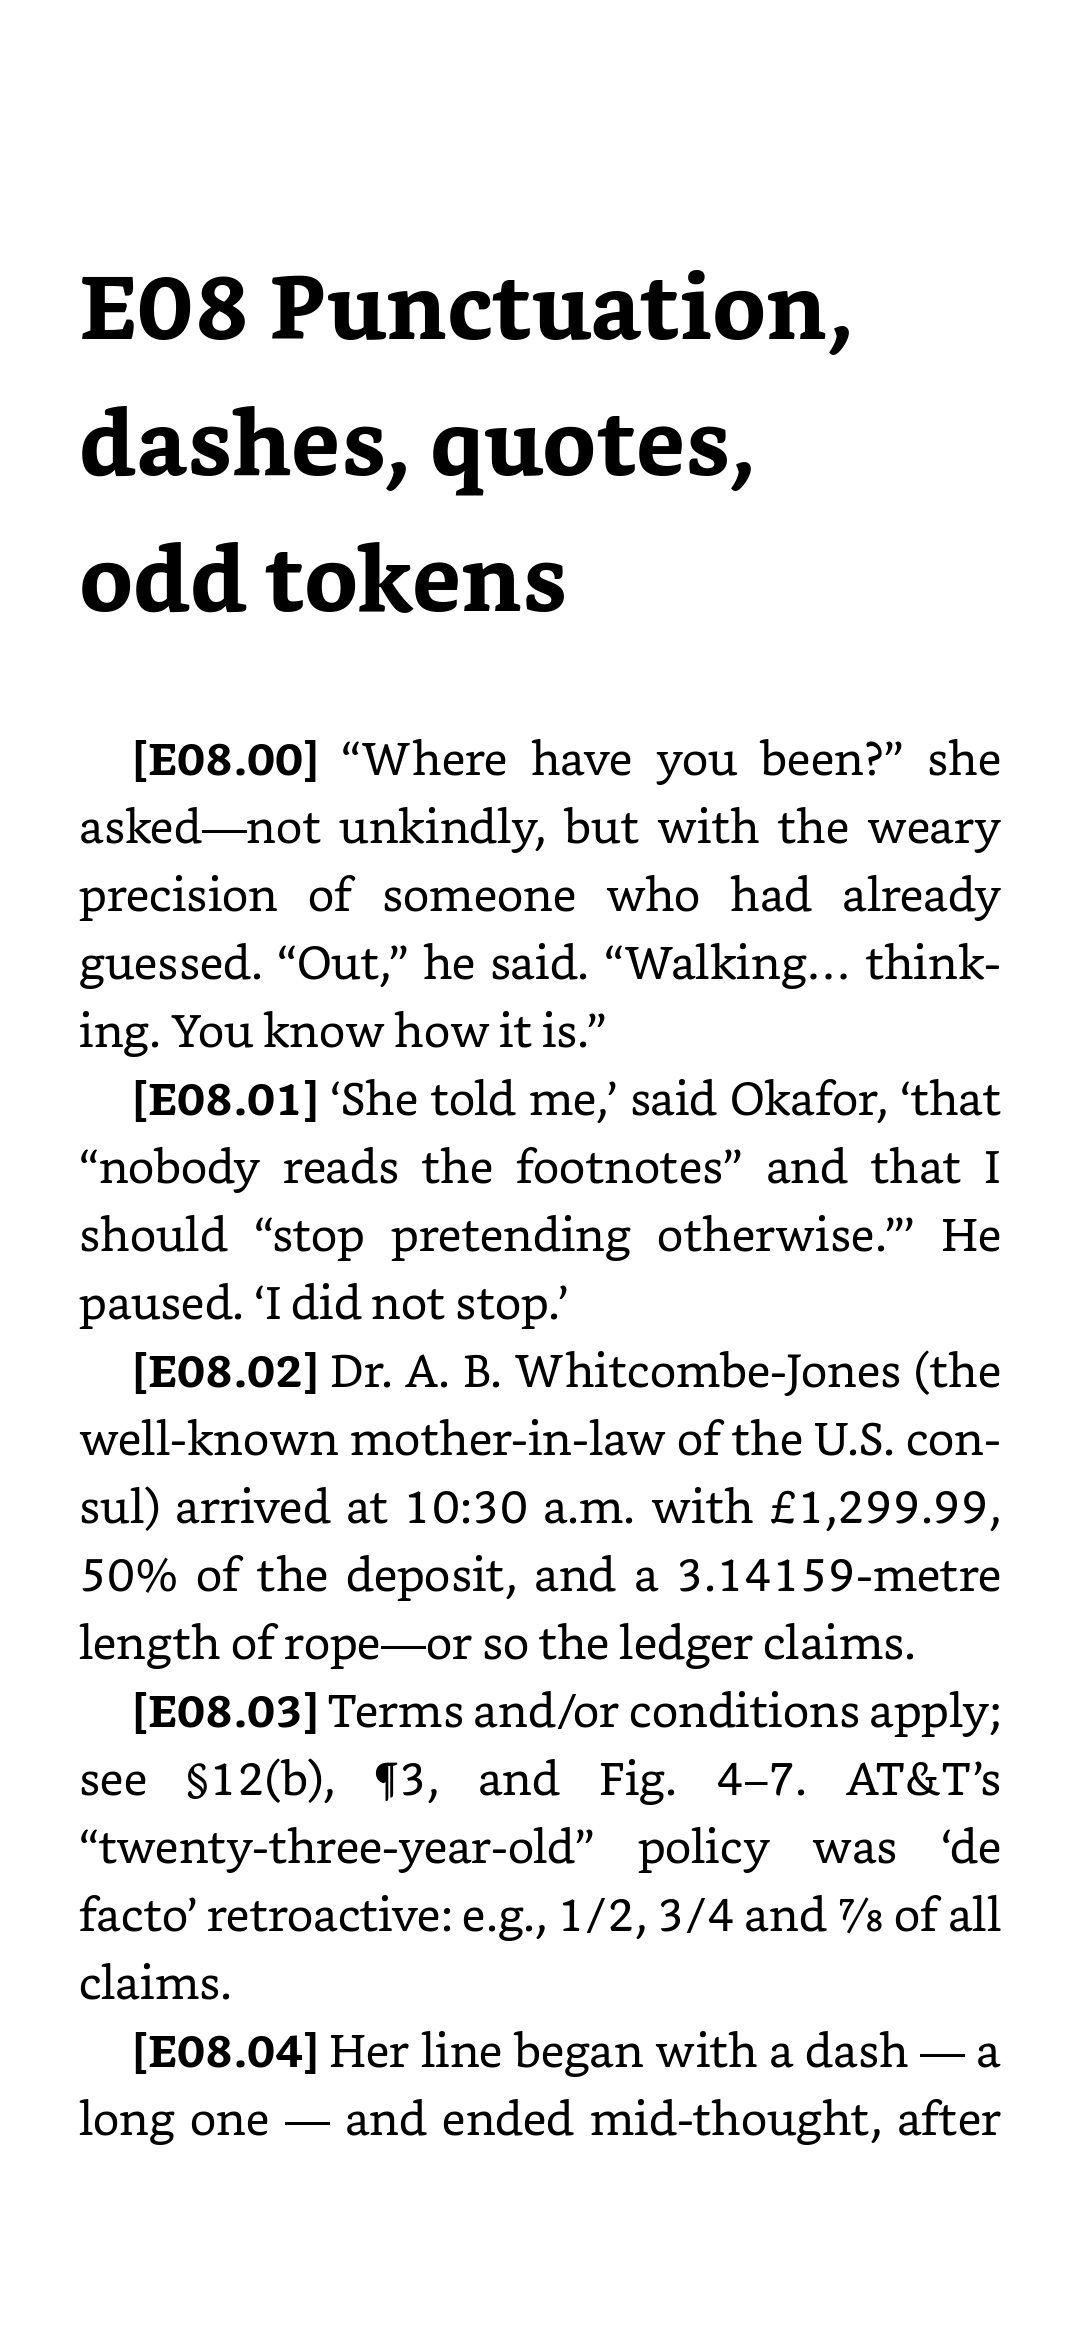 E08 Punctuation,
dashes, quotes,
odd tokens
[E08.00] “Where have you been?” she
asked—not unkindly, but with the weary
precision of someone who had already
guessed. “Out,” he said. “Walking… think-
ing. You know how it is.”
[E08.01] ‘She told me,’ said Okafor, ‘that
“nobody reads the footnotes” and that I
should “stop pretending otherwise.”’ He
paused. ‘I did not stop.’
[E08.02] Dr. A. B. Whitcombe-Jones (the
well-known mother-in-law of the U.S. con-
sul) arrived at 10:30 a.m. with £1,299.99,
50% of the deposit, and a 3.14159-metre
length of rope—or so the ledger claims.
[E08.03] Terms and/or conditions apply;
see §12(b), ¶3, and Fig. 4–7. AT&T’s
“twenty-three-year-old” policy was ‘de
facto’ retroactive: e.g., 1/2, 3/4 and ⅞ of all
claims.
[E08.04] Her line began with a dash — a
long one — and ended mid-thought, after